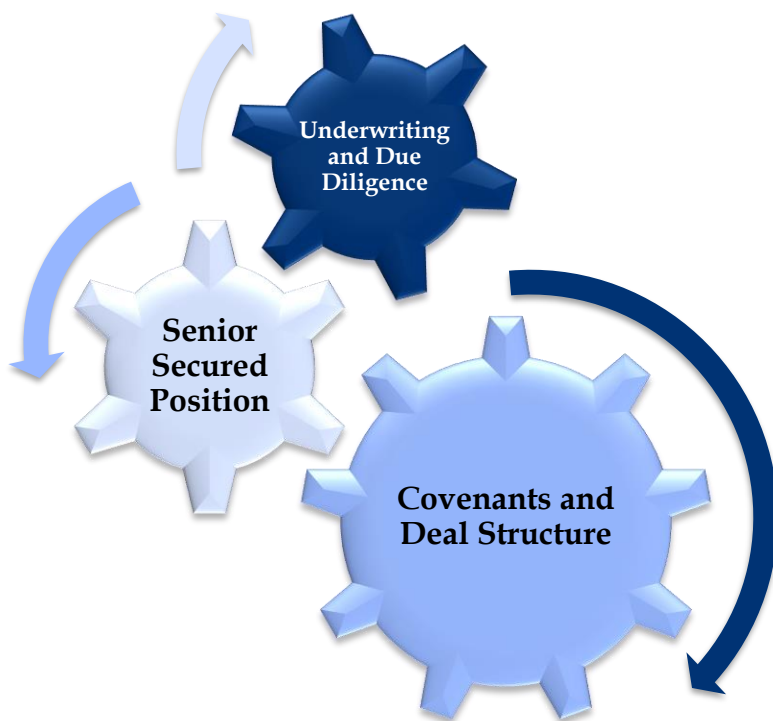 Underwriting
and Due
Diligence
Senior
Secured
Position
Covenants and
Deal Structure